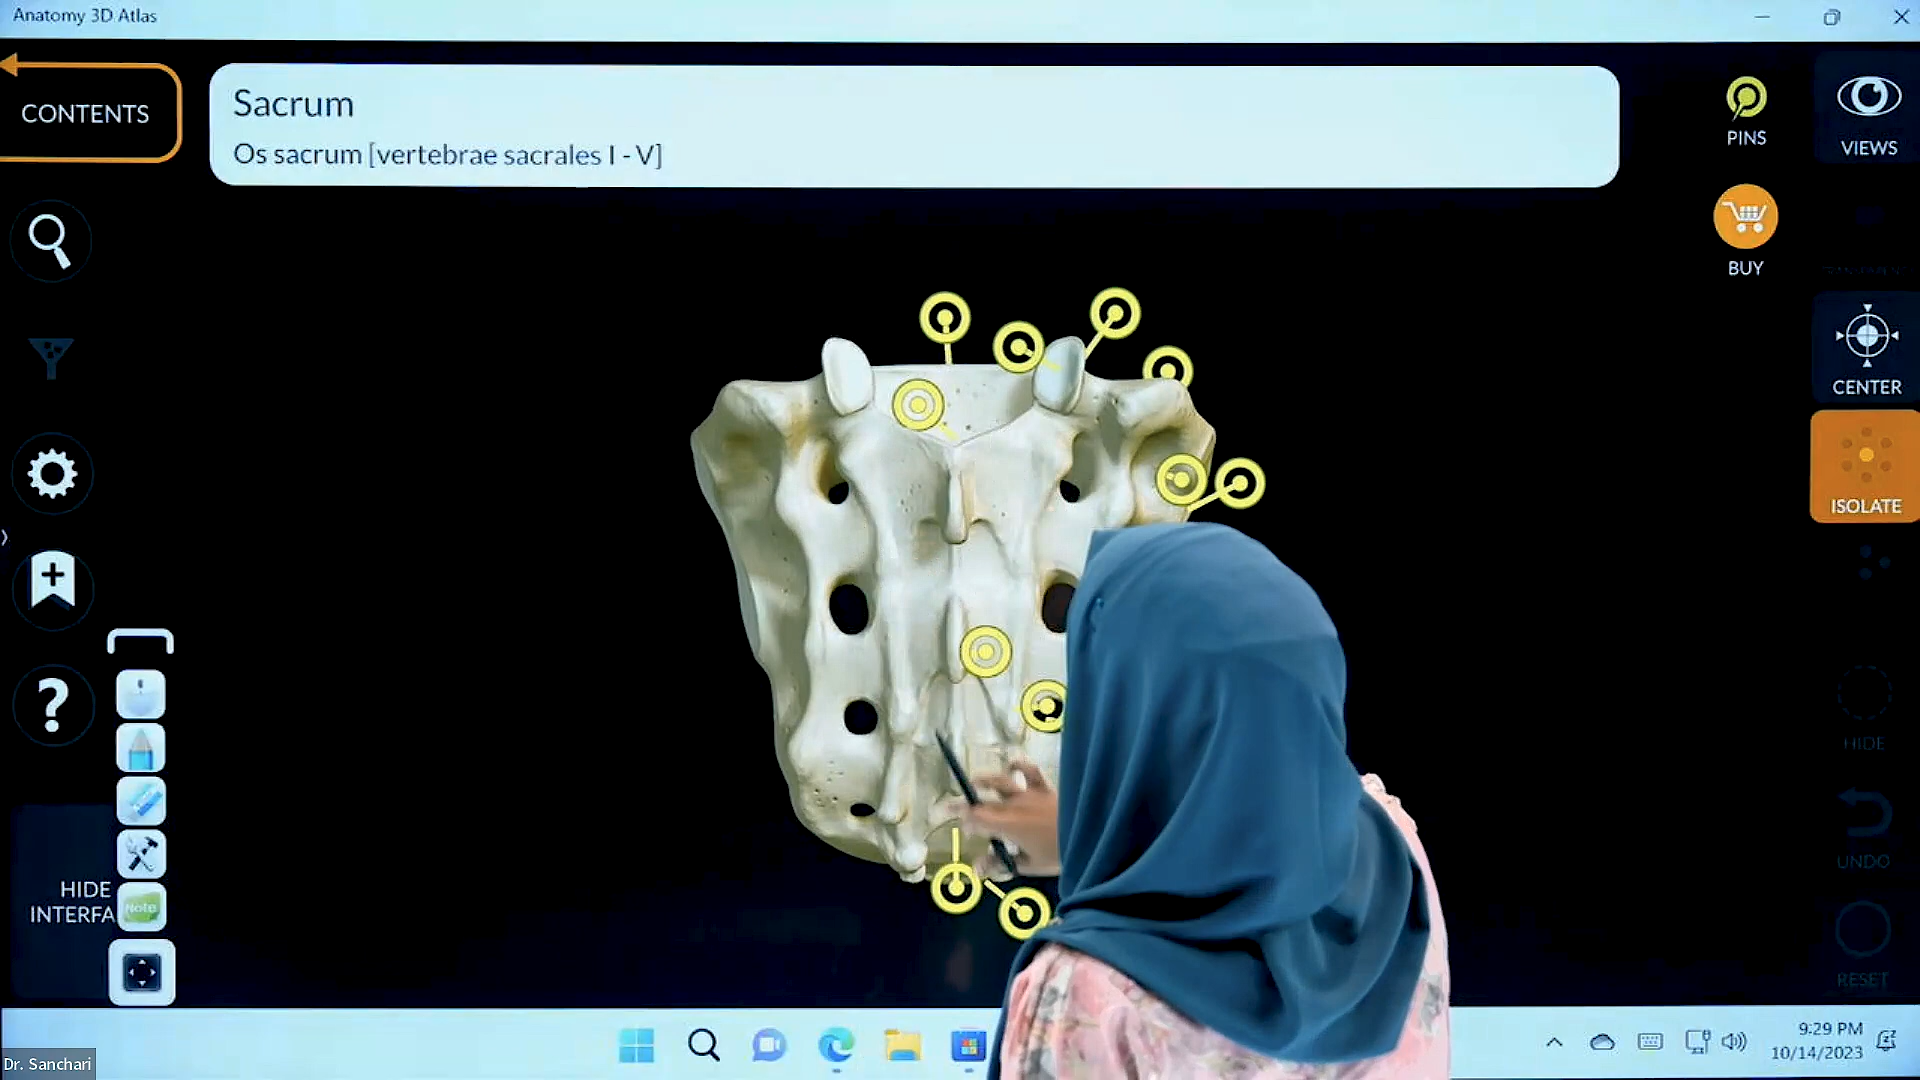 Anatomy 3D Atlas
CONTENTS
Sacrum
Os sacrum [vertebrae sacrales I - V]
PINS
VIEWS
BUY
CENTER
ISOLATE
HIDE
UNDO
RESET
HIDE
INTERFA
Note
9:29 PM
10/14/2023
Dr. Sanchari